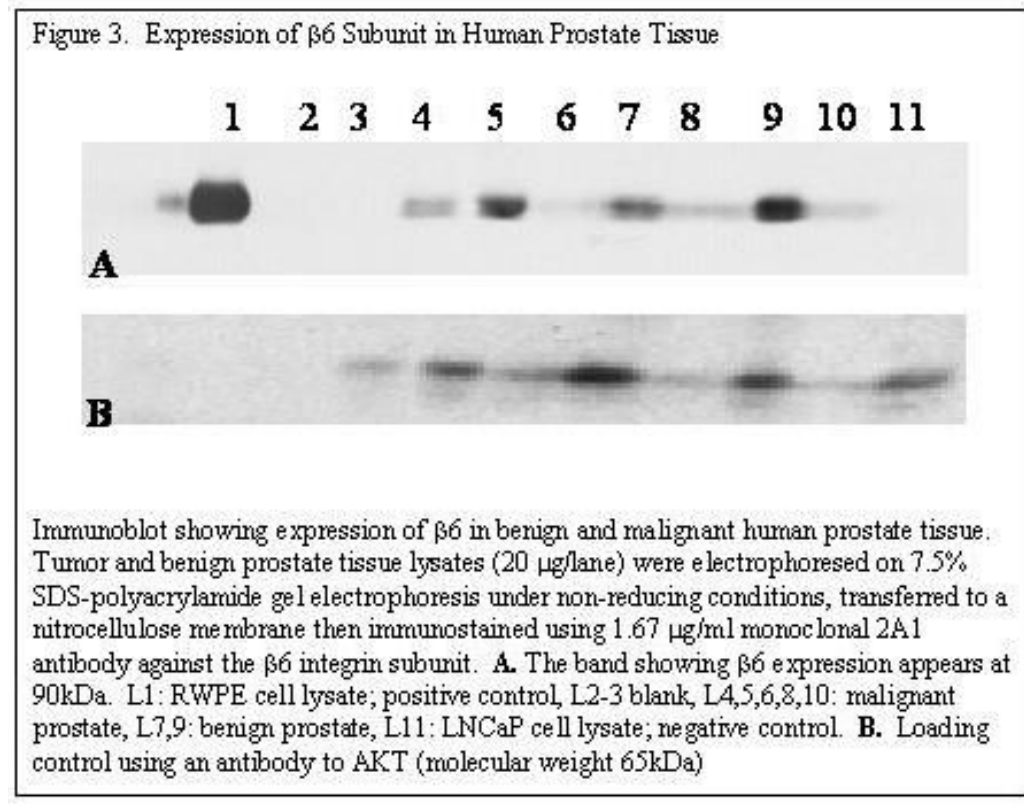 Figure 3. Expression of β6 Subunit in Human Prostate Tissue
1 2 3 4 5 6 7 8 9 10 11
A
B
Immunoblot showing expression of β6 in benign and malignant human prostate tissue.
Tumor and benign prostate tissue lysates (20 μg/lane) were electrophoresed on 7.5%
SDS-polyacrylamide gel electrophoresis under non-reducing conditions, transferred to a
nitrocellulose membrane then immunostained using 1.67 μg/ml monoclonal 2A1
antibody against the β6 integrin subunit. A. The band showing β6 expression appears at
90kDa. L1: RWPE cell lysate; positive control, L2-3 blank, L4,5,6,8,10: malignant
prostate, L7,9: benign prostate, L11: LNCaP cell lysate; negative control. B. Loading
control using an antibody to AKT (molecular weight 65kDa)